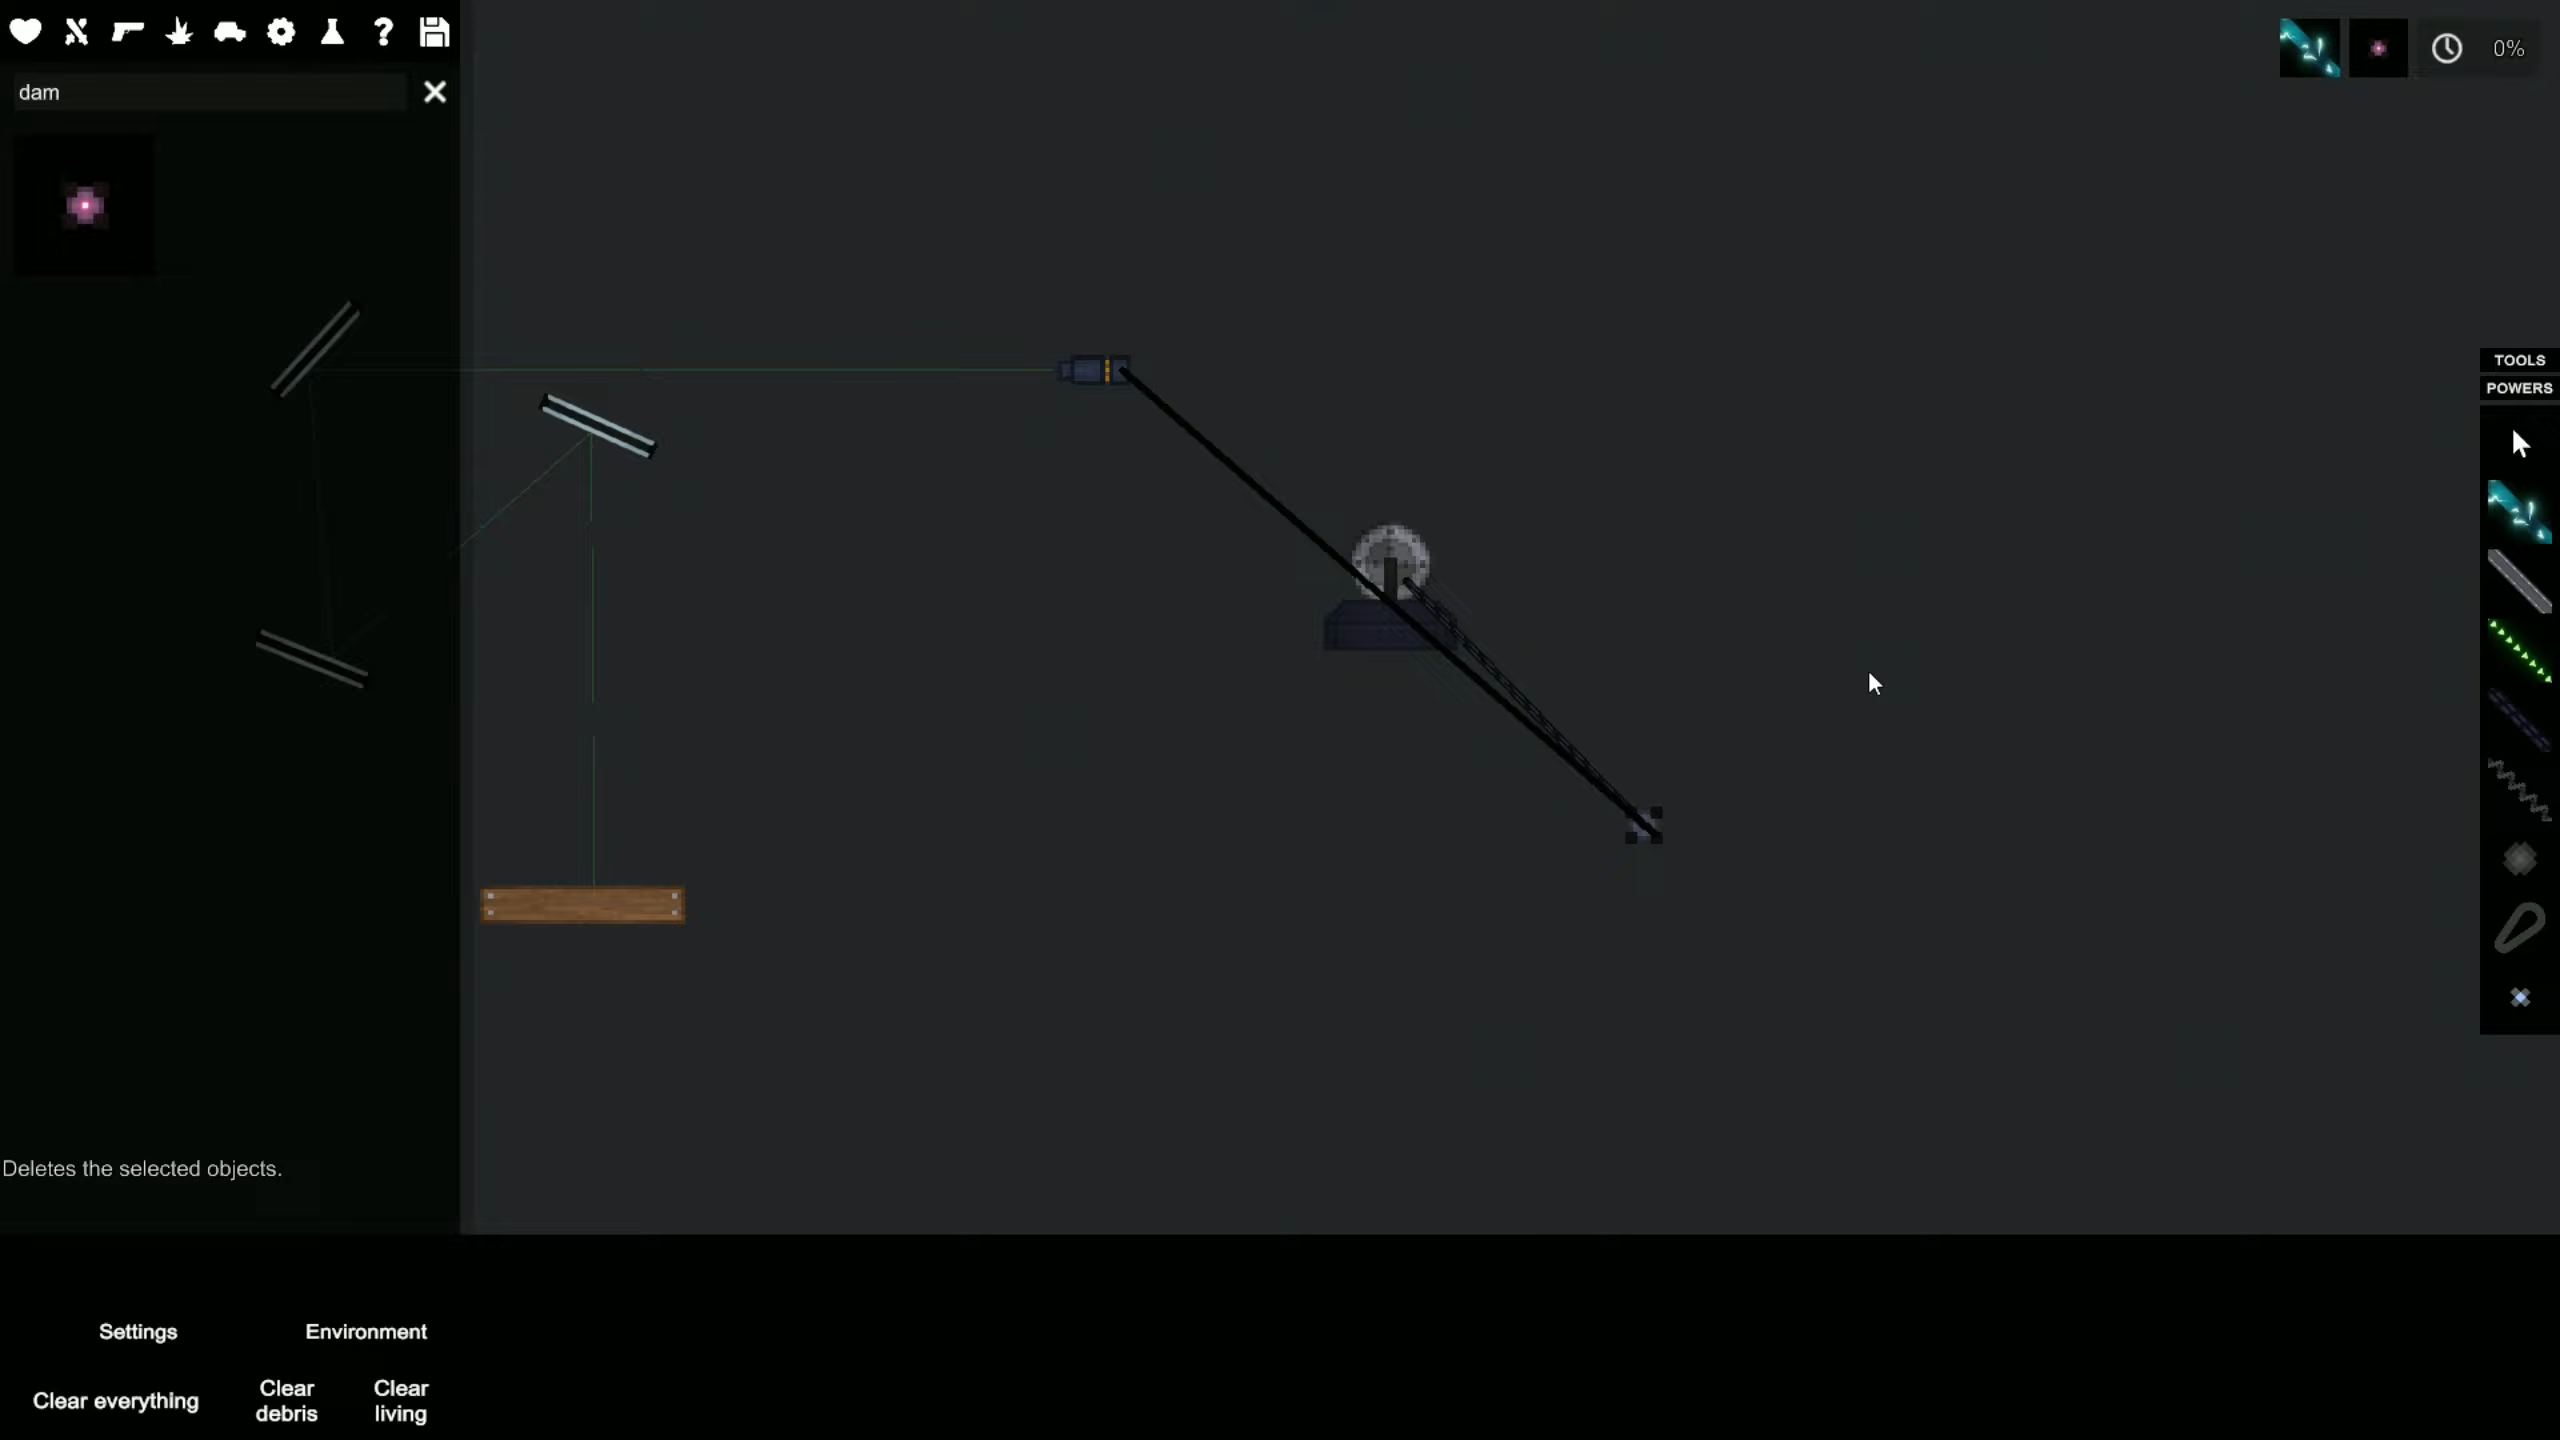 dam
0%
TOOLS
POWERS
Deletes the selected objects.
Settings
Environment
Clear everything
Clear
debris
Clear
living